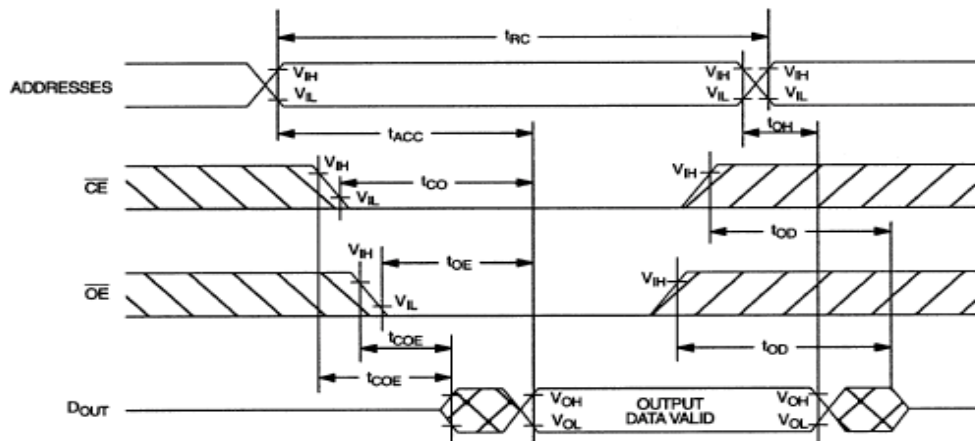 tRC
ADDRESSES
VIH
VIL
VIH
VIL
VIH
VIL
tACC
tOH
CE
VIH
VIL
tCO
VIH
tOD
OE
VIH
VIL
tOE
VIH
tCOE
tOD
tCOE
DOUT
VOH
VOL
OUTPUT
DATA VALID
VOH
VOL